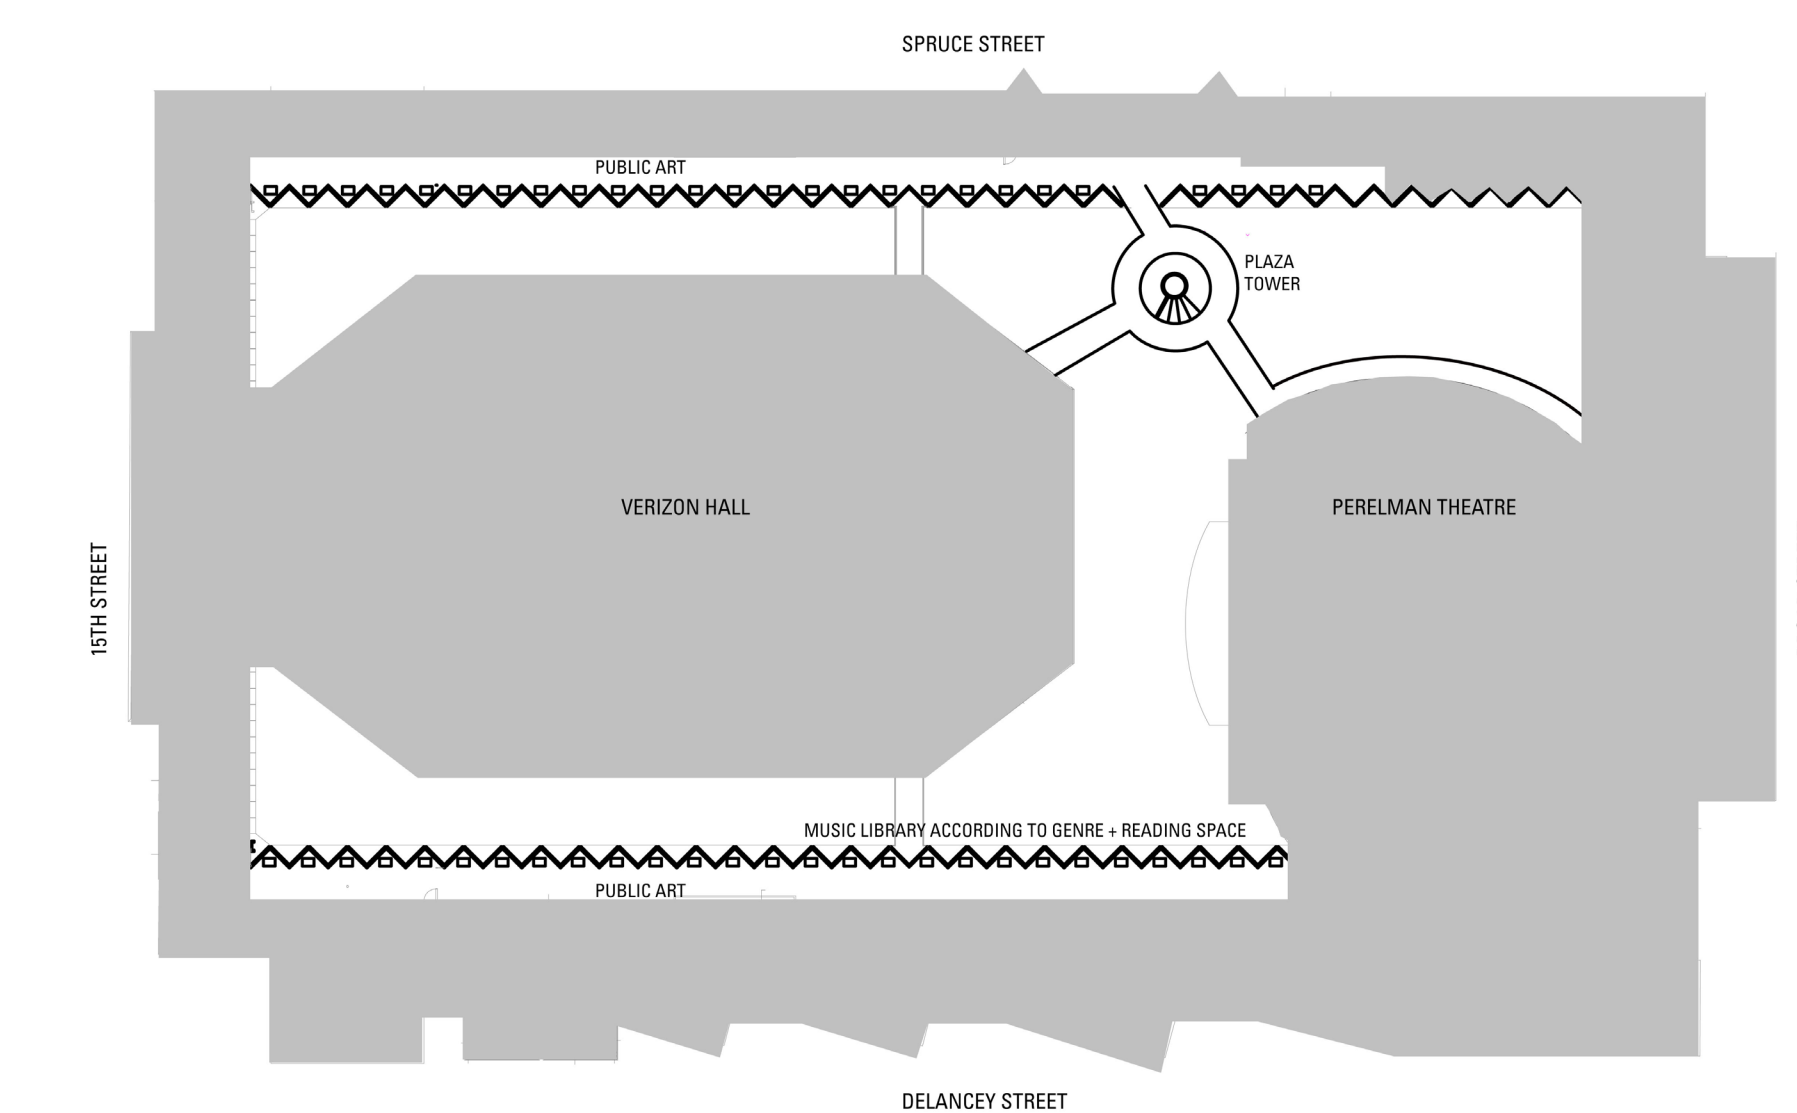 SPRUCE STREET
PUBLIC ART
PLAZA
TOWER
VERIZON HALL
PERELMAN THEATRE
15TH STREET
MUSIC LIBRARY ACCORDING TO GENRE + READING SPACE
PUBLIC ART
DELANCEY STREET